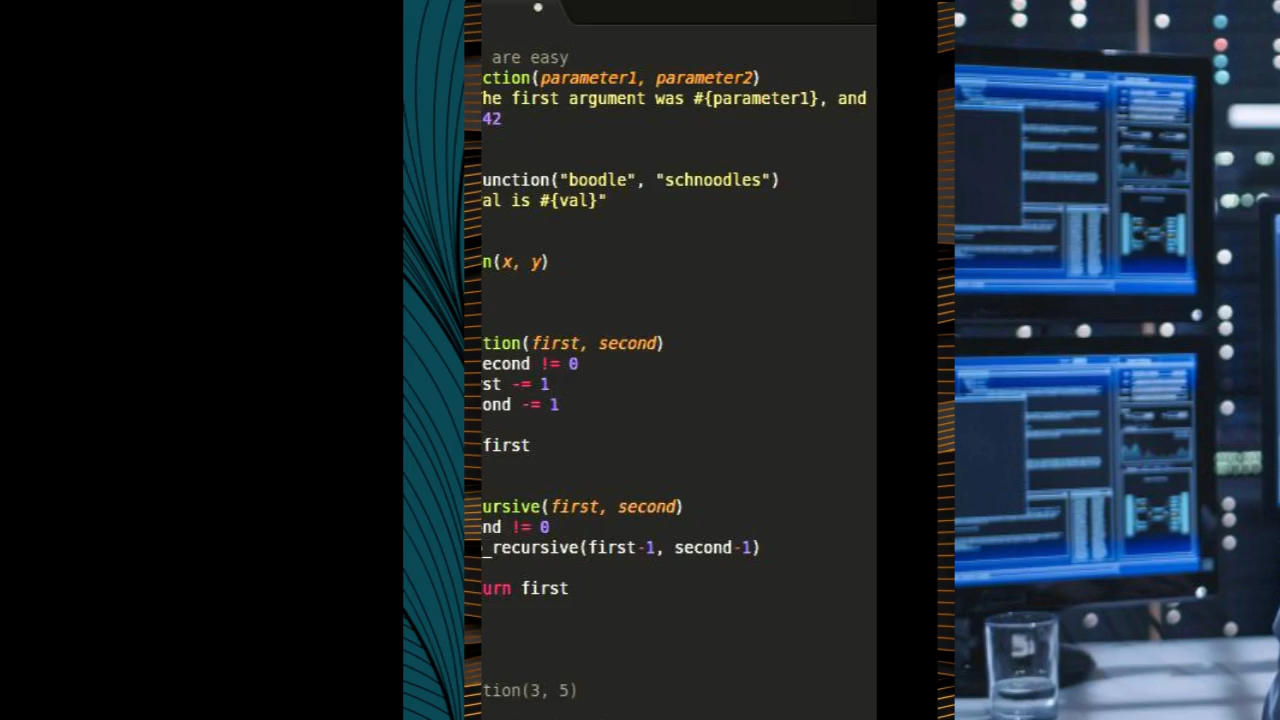 are easy
ction(parameter1, parameter2)
he first argument was #{parameter1}, and
42
unction("boodle", "schnoodles")
al is #{val}"
n(x, y)
tion(first, second)
econd != 0
st -= 1
ond -= 1
first
ursive(first, second)
nd != 0
_recursive(first-1, second-1)
urn first
tion(3, 5)